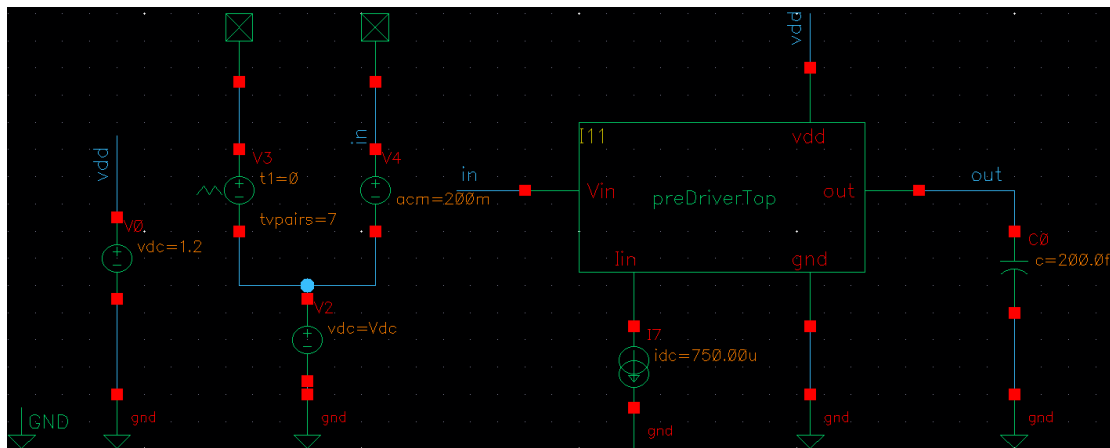 vdd
I11
vdd
in
V3
V4
in
t1=0
vdd
Vin
out
out
acm=200m
preDriverTop
tvpairs=7
V0
vdc=1.2
C0
c=200.0f
Iin
gnd
V2
vdc=Vdc
I7
idc=750.00u
GND
gnd
gnd
gnd
gnd
gnd